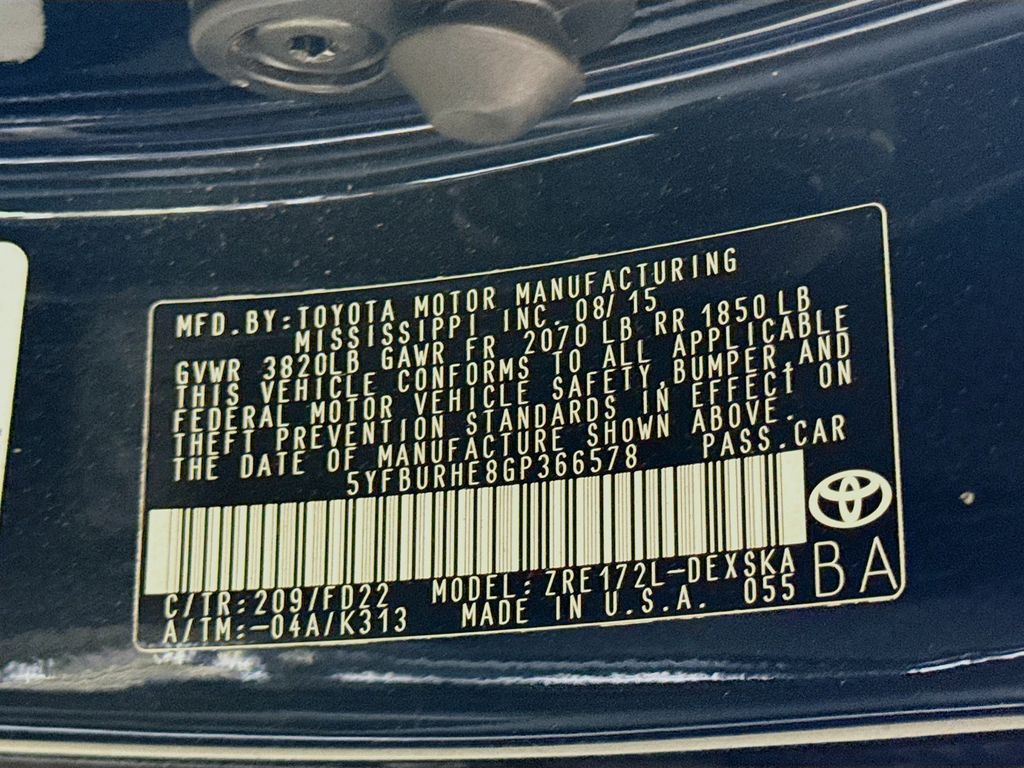 MFD.BY:TOYOTA MOTOR MANUFACTURING
MISSISSIPPI INC. 08/15
GVWR 3820LB GAWR FR 2070 LB RR 1850 LB
THIS VEHICLE CONFORMS TO ALL APPLICABLE
FEDERAL MOTOR VEHICLE SAFETY,BUMPER,AND
THEFT PREVENTION STANDARDS IN EFFECT ON
THE DATE OF MANUFACTURE SHOWN ABOVE.
5YFBURHE8GP366578 PASS.CAR
C/TR:209/FD22 MODEL:ZRE172L-DEXSKA
A/TM:-04A/K313 MADE IN U.S.A. 055 BA